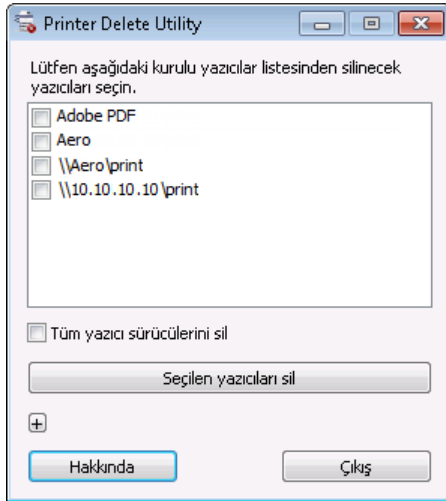 Printer Delete Utility
Lütfen aşağıdaki kurulu yazıcılar listesinden silinecek
yazıcıları seçin.
Adobe PDF
Aero
\\Aero\print
\\10.10.10.10\print
Tüm yazıcı sürücülerini sil
Seçilen yazıcıları sil
Hakkında
Çıkış